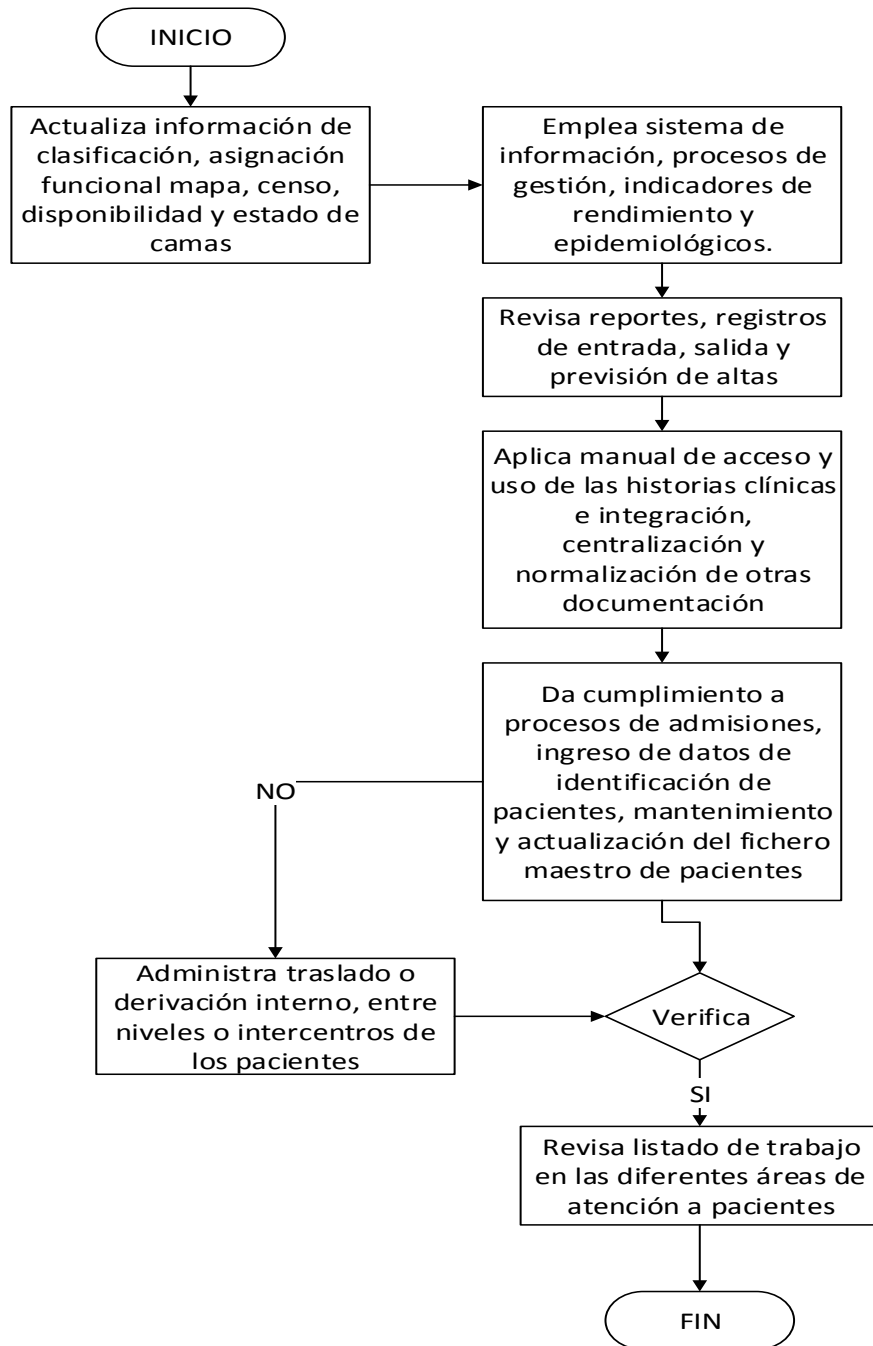 INICIO
Actualiza información de
clasificación, asignación
funcional mapa, censo,
disponibilidad y estado de
camas
Emplea sistema de
información, procesos de
gestión, indicadores de
rendimiento y
epidemiológicos.
Revisa reportes, registros
de entrada, salida y
previsión de altas
Aplica manual de acceso y
uso de las historias clínicas
e integración,
centralización y
normalización de otras
documentación
Da cumplimiento a
procesos de admisiones,
ingreso de datos de
identificación de
pacientes, mantenimiento
y actualización del fichero
maestro de pacientes
NO
Administra traslado o
derivación interno, entre
niveles o intercentros de
los pacientes
Verifica
SI
Revisa listado de trabajo
en las diferentes áreas de
atención a pacientes
FIN